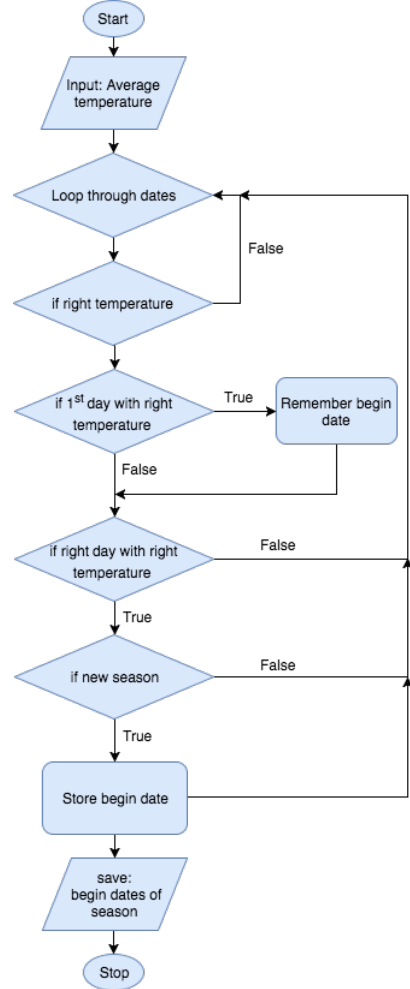 Start
Input: Average
temperature
Loop through dates
False
if right temperature
if 1st day with right
temperature
True
Remember begin
date
False
if right day with right
temperature
False
True
if new season
False
True
Store begin date
save:
begin dates of
season
Stop